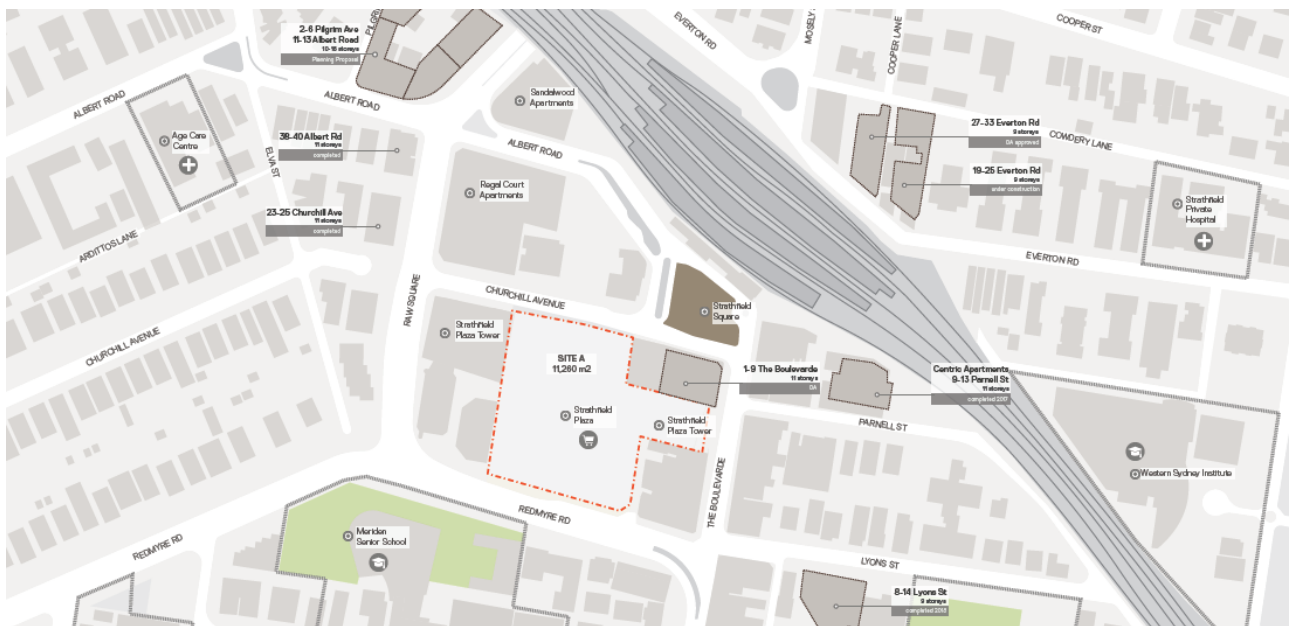 PILGRIM
2-6 Pilgrim Ave
11-13 Albert Road
10-16 storeys
Planning Proposal
EVERTON RD
MOSELY
COOPER LANE
COOPER ST
ALBERT ROAD
ALBERT ROAD
Sandalwood
Apartments
27-33 Everton Rd
9 storeys
DA approved
COWDERY LANE
Age Care
Centre
ELVA ST
38-40 Albert Rd
11 storeys
completed
ALBERT ROAD
19-25 Everton Rd
9 storeys
under construction
Regal Court
Apartments
23-25 Churchill Ave
11 storeys
completed
Strathfield
Private
Hospital
ARDITTOS LANE
EVERTON RD
RAW SQUARE
CHURCHILL AVENUE
Strathfield
Square
CHURCHILL AVENUE
Strathfield
Plaza Tower
SITE A
11,260 m2
1-9 The Boulevarde
11 storeys
DA
Centric Apartments
9-13 Parnell St
11 storeys
completed 2017
Strathfield
Plaza
Strathfield
Plaza Tower
PARNELL ST
Western Sydney Institute
THE BOULEVARDE
REDMYRE RD
Meriden
Senior School
REDMYRE RD
LYONS ST
8-14 Lyons St
9 storeys
completed 2018